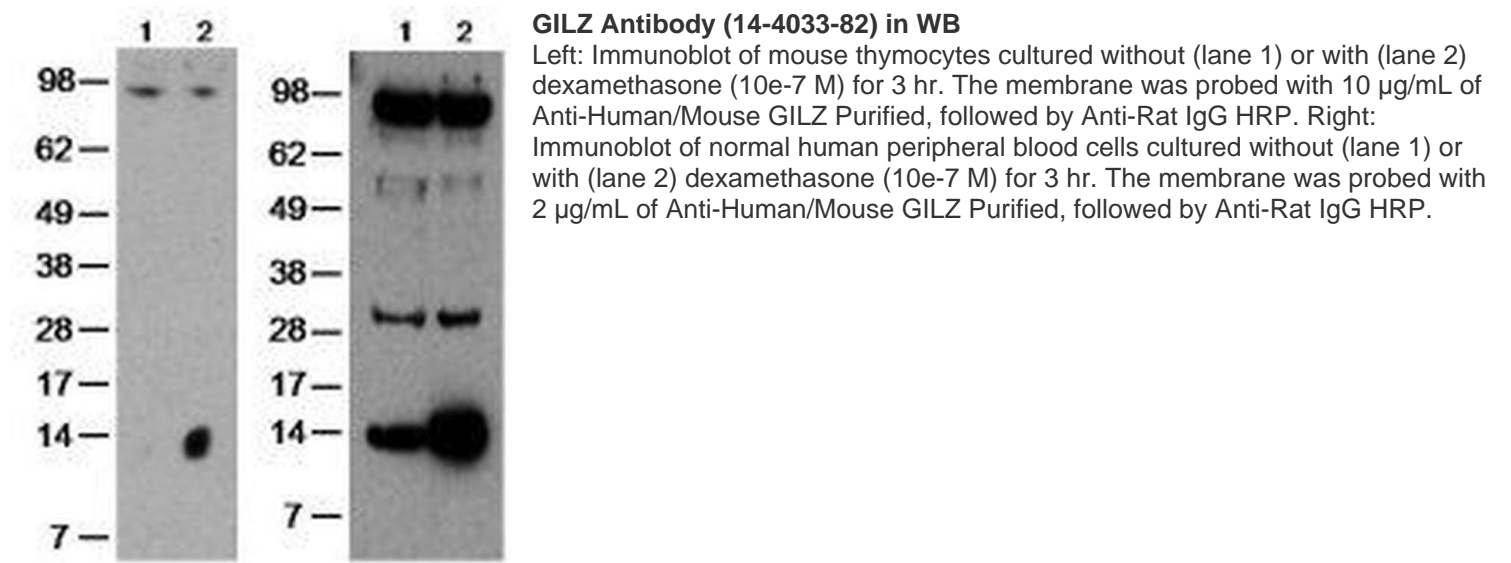 1 2
98
62
49
38
28
17
14
7
1 2
98
62
49
38
28
17
14
7
GILZ Antibody (14-4033-82) in WB
Left: Immunoblot of mouse thymocytes cultured without (lane 1) or with (lane 2)
dexamethasone (10e-7 M) for 3 hr. The membrane was probed with 10 µg/mL of
Anti-Human/Mouse GILZ Purified, followed by Anti-Rat IgG HRP. Right:
Immunoblot of normal human peripheral blood cells cultured without (lane 1) or
with (lane 2) dexamethasone (10e-7 M) for 3 hr. The membrane was probed with
2 µg/mL of Anti-Human/Mouse GILZ Purified, followed by Anti-Rat IgG HRP.